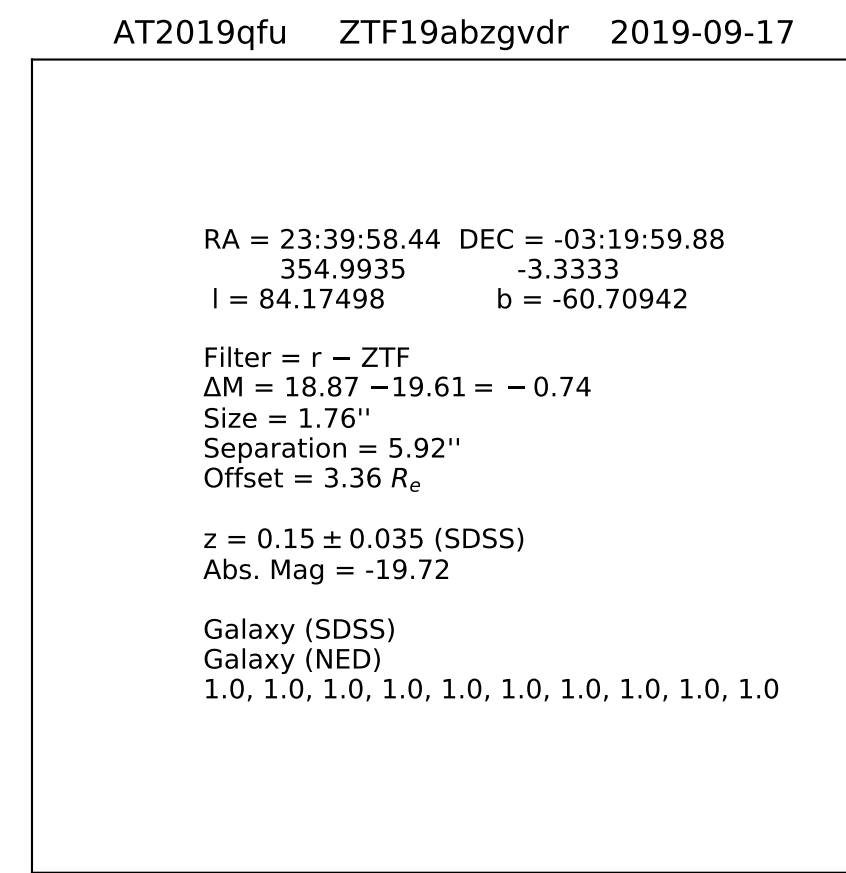 AT2019qfu ZTF19abzgvdr 2019-09-17
RA = 23:39:58.44 DEC = -03:19:59.88
354.9935 -3.3333
l = 84.17498 b = -60.70942
Filter = r − ZTF
ΔM = 18.87 −19.61 = − 0.74
Size = 1.76''
Separation = 5.92''
Offset = 3.36 Rₑ
z = 0.15 ± 0.035 (SDSS)
Abs. Mag = -19.72
Galaxy (SDSS)
Galaxy (NED)
1.0, 1.0, 1.0, 1.0, 1.0, 1.0, 1.0, 1.0, 1.0, 1.0